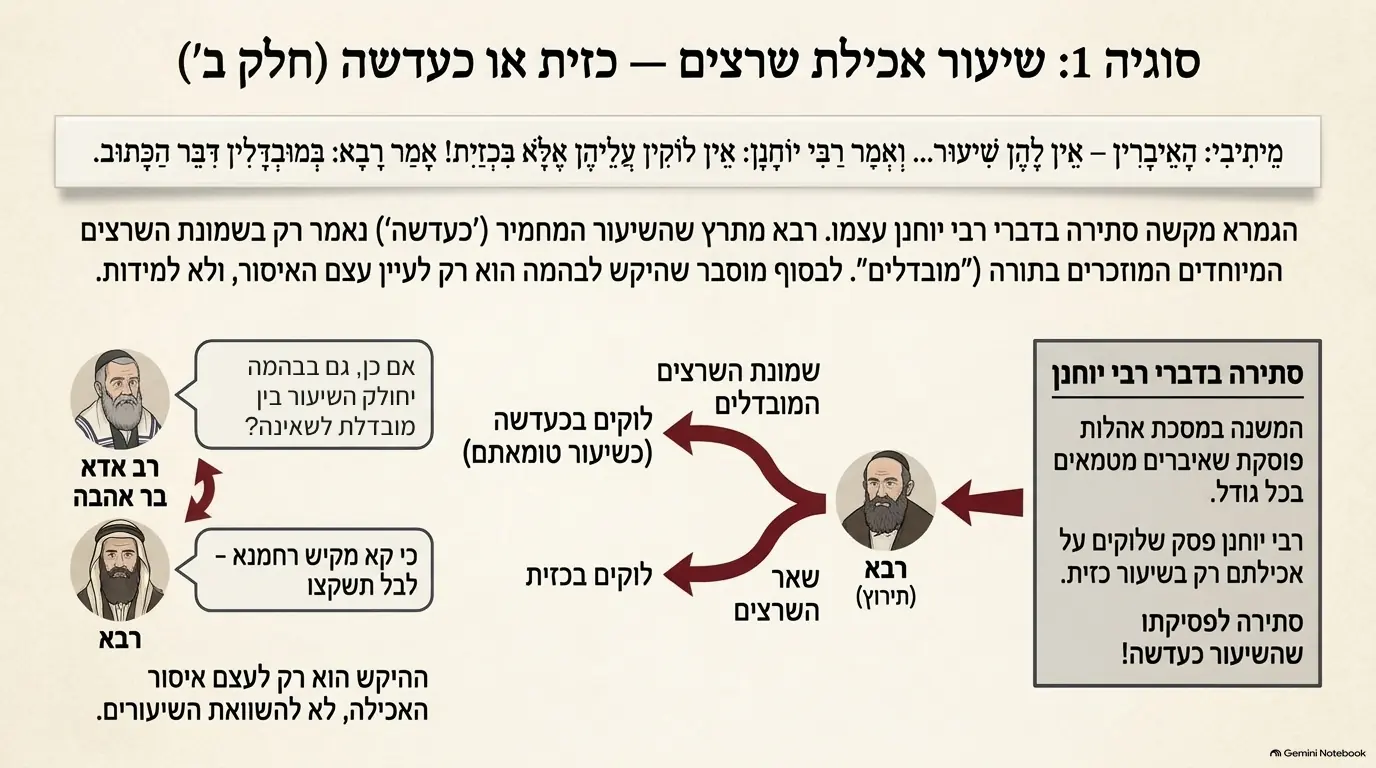 סוגיה 1: שיעור אכילת שרצים — כזית או כעדשה (חלק ב')
מֵיתִיבִי: הָאֵיבָרִין – אֵין לָהֶן שִׁיעוּר... וְאָמַר רַבִּי יוֹחָנָן: אֵין לוֹקִין עֲלֵיהֶן אֶלָּא בִּכְזַיִת! אָמַר רָבָא: בְּמוּבְדָּלִין דִּבֵּר הַכָּתוּב.
הגמרא מקשה סתירה בדברי רבי יוחנן עצמו. רבא מתרץ שהשיעור המחמיר ('כעדשה') נאמר רק בשמונת השרצים
המיוחדים המוזכרים בתורה ("מובדלים". לבסוף מוסבר שהיקש לבהמה הוא רק לעיין עצם האיסור, ולא למידות.
סתירה בדברי רבי יוחנן
המשנה במסכת אהלות
פוסקת שאיברים מטמאים
בכל גודל.
רבי יוחנן פסק שלוקים על
אכילתם רק בשיעור כזית.
סתירה לפסיקתו
שהשיעור כעדשה!
רבא
(תירוץ)
שמונת השרצים
המובדלים
לוקים בכעדשה
(כשיעור טומאתם)
שאר
השרצים
לוקים בכזית
אם כן, גם בבהמה
יחולק השיעור בין
מובדלת לשאינה?
רב אדא
בר אהבה
כי קא מקיש רחמנא –
לבל תשקצו
רבא
ההיקש הוא רק לעצם איסור
האכילה, לא להשוואת השיעורים.
Gemini Notebook